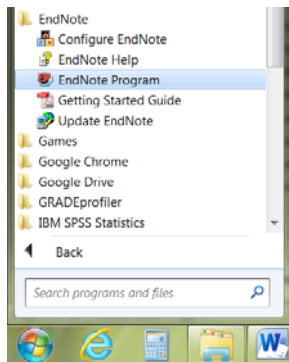 EndNote
Configure EndNote
EndNote Help
EndNote Program
Getting Started Guide
Update EndNote
Games
Google Chrome
Google Drive
GRADEprofiler
IBM SPSS Statistics
Back
Search programs and files
W